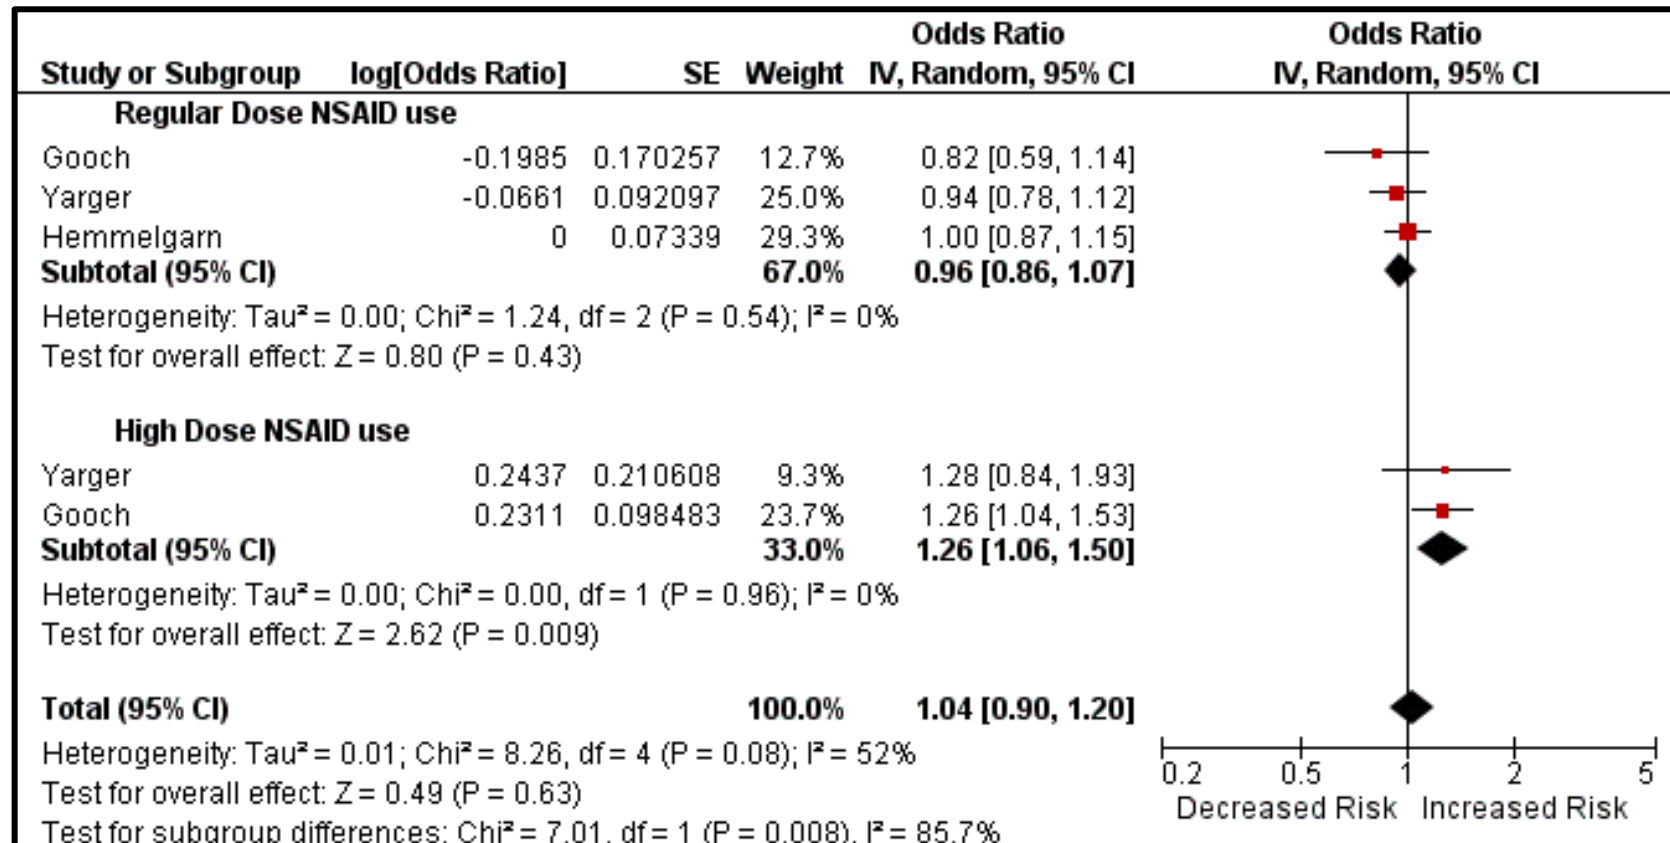 Odds Ratio Odds Ratio
Study or Subgroup log[Odds Ratio] SE Weight IV, Random, 95% CI IV, Random, 95% CI
Regular Dose NSAID use
Gooch -0.1985 0.170257 12.7% 0.82 [0.59, 1.14]
Yarger -0.0661 0.092097 25.0% 0.94 [0.78, 1.12]
Hemmelgarn 0 0.07339 29.3% 1.00 [0.87, 1.15]
Subtotal (95% CI) 67.0% 0.96 [0.86, 1.07]
Heterogeneity: Tau² = 0.00; Chi² = 1.24, df = 2 (P = 0.54); I² = 0%
Test for overall effect: Z = 0.80 (P = 0.43)
High Dose NSAID use
Yarger 0.2437 0.210608 9.3% 1.28 [0.84, 1.93]
Gooch 0.2311 0.098483 23.7% 1.26 [1.04, 1.53]
Subtotal (95% CI) 33.0% 1.26 [1.06, 1.50]
Heterogeneity: Tau² = 0.00; Chi² = 0.00, df = 1 (P = 0.96); I² = 0%
Test for overall effect: Z = 2.62 (P = 0.009)
Total (95% CI) 100.0% 1.04 [0.90, 1.20]
Heterogeneity: Tau² = 0.01; Chi² = 8.26, df = 4 (P = 0.08); I² = 52%
Test for overall effect: Z = 0.49 (P = 0.63)
Test for subgroup differences: Chi² = 7.01, df = 1 (P = 0.008), I² = 85.7%
0.2 0.5 1 2 5
Decreased Risk Increased Risk